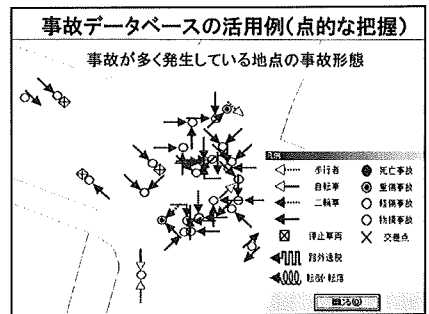 事故データベースの活用例(点的な把握)
事故が多く発生している地点の事故形態
凡例
歩行者 死亡事故
自転車 重傷事故
二輪車 軽傷事故
物損事故
停止車両 交差点
路外逸脱
転倒・転落
閉じる(O)